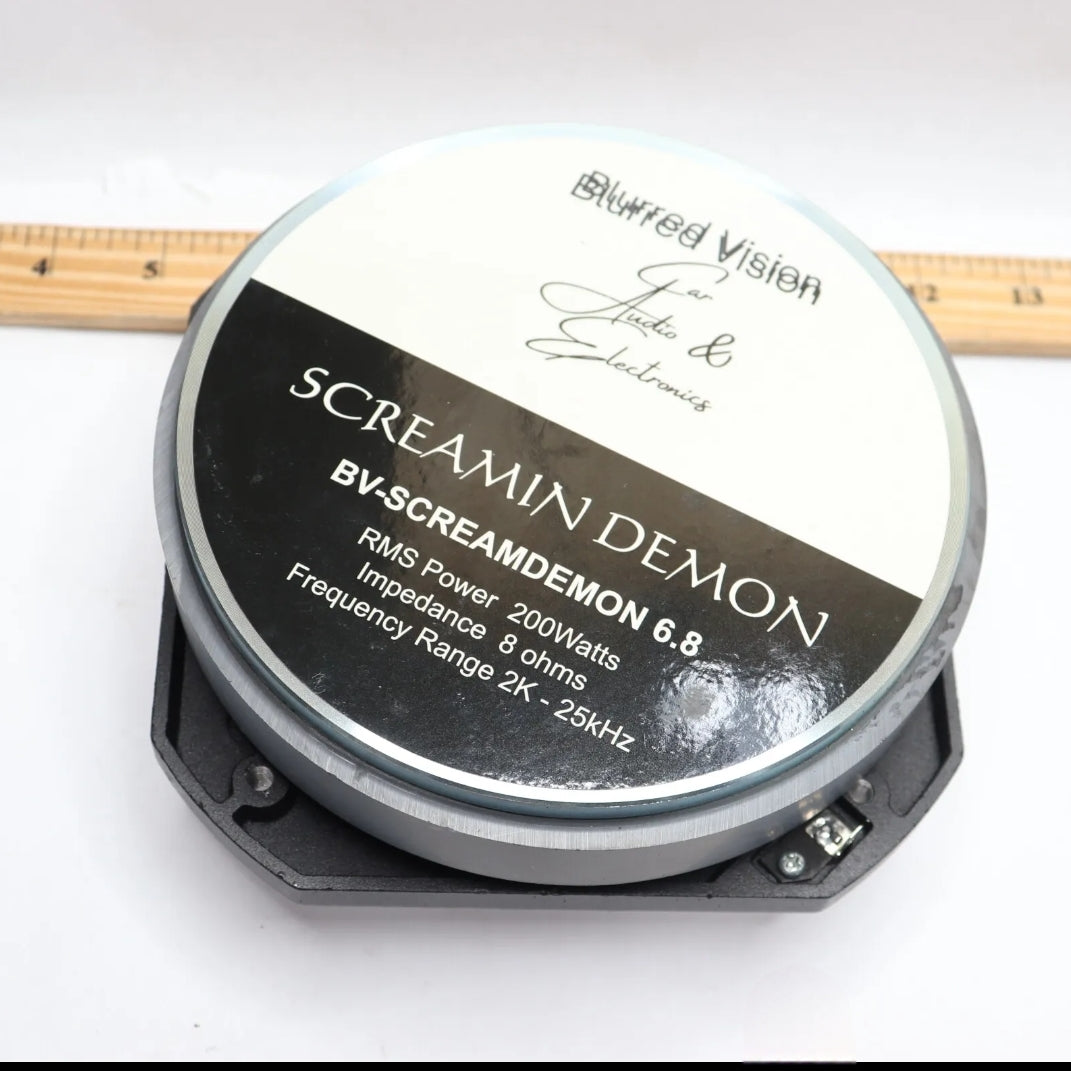 4 5 12 13
Blurred Vision
Car
Audio &
Electronics
SCREAMIN DEMON
BV-SCREAMDEMON 6.8
RMS Power 200Watts
Impedance 8 ohms
Frequency Range 2K - 25kHz